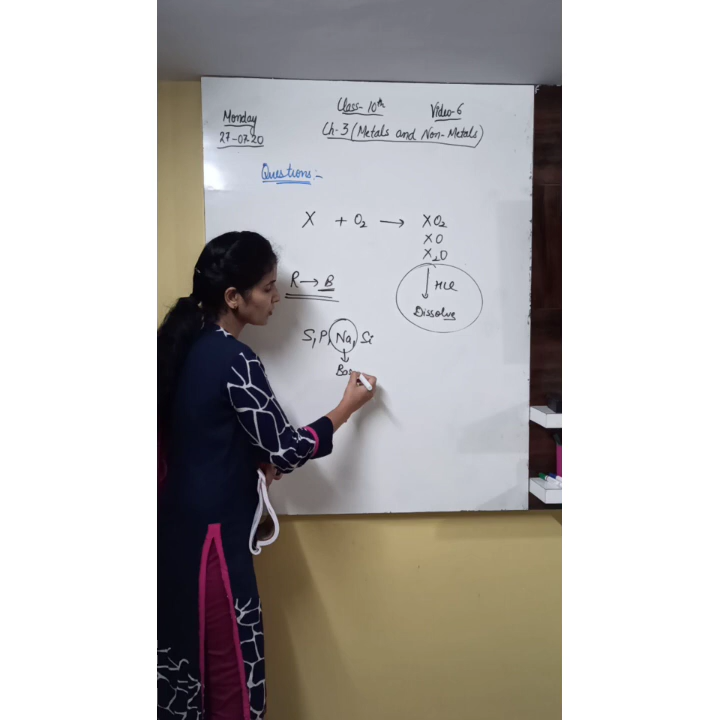 Monday
27-07-20
Class-10th
Video-6
Ch-3 (Metals and Non-Metals)
Questions:-
X + O2 → XO2
XO
X2O
↓ HCl
Dissolve
R → B
S, P, Na, Si
↓
Bas